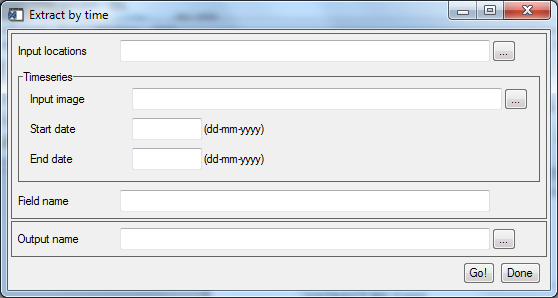 Extract by time
Input locations
...
Timeseries
Input image
...
Start date
(dd-mm-yyyy)
End date
(dd-mm-yyyy)
Field name
Output name
...
Go!
Done